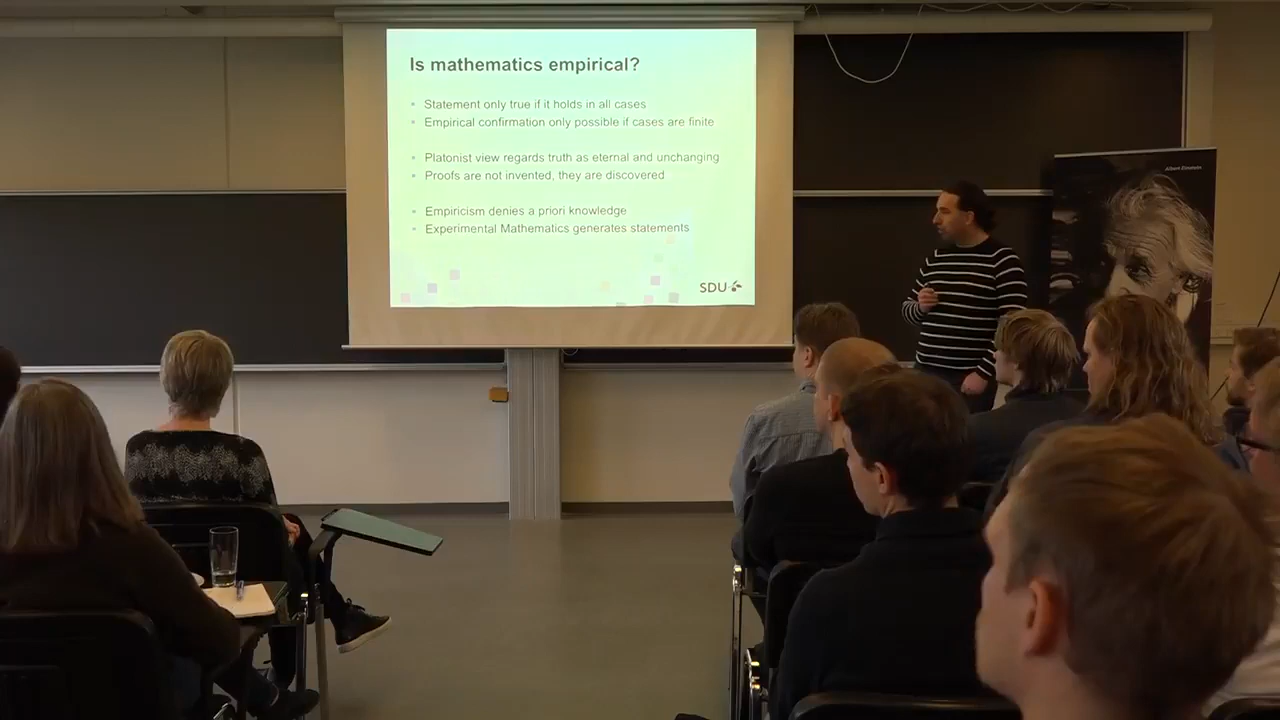 Is mathematics empirical?
Statement only true if it holds in all cases
Empirical confirmation only possible if cases are finite
Platonist view regards truth as eternal and unchanging
Proofs are not invented, they are discovered
Empiricism denies a priori knowledge
Experimental Mathematics generates statements
SDU
Albert Einstein